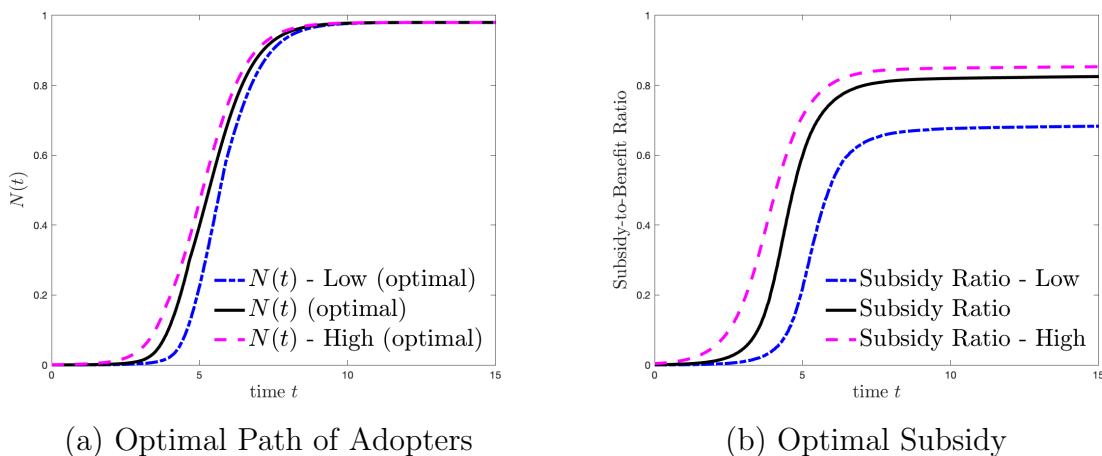 1
0.8
0.6
0.4
0.2
0
N(t)
N(t) - Low (optimal)
N(t) (optimal)
N(t) - High (optimal)
0 5 10 15
time t
(a) Optimal Path of Adopters
1
0.8
0.6
0.4
0.2
0
Subsidy-to-Benefit Ratio
Subsidy Ratio - Low
Subsidy Ratio
Subsidy Ratio - High
0 5 10 15
time t
(b) Optimal Subsidy